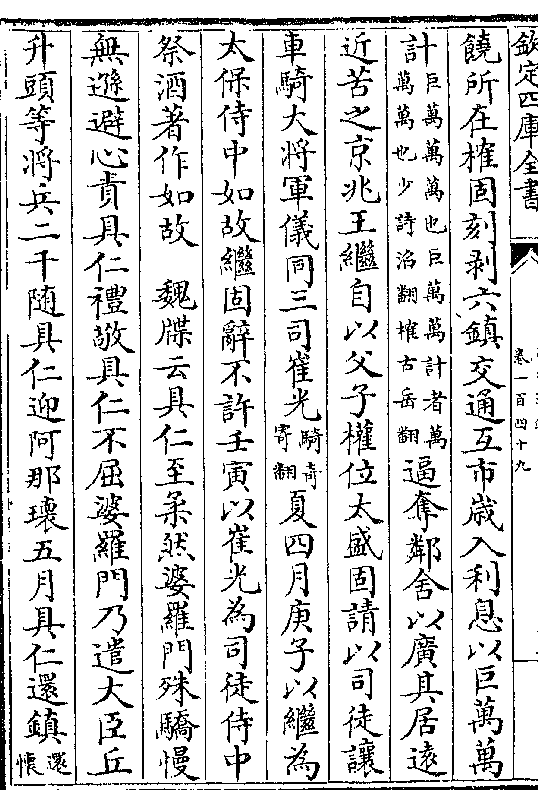 欽定四庫全書
卷一百四十九
饒所在榷固刻剥六鎮交通互市歳入利息以巨萬萬
計巨萬萬萬也巨萬萬計者萬萬萬也少詩沼翻榷古岳翻逼奪鄰舍以廣其居逺
近苦之京兆王繼自以父子權位太盛固請以司徒讓
車騎大將軍儀同三司崔光騎奇寄翻夏四月庚子以繼為
太保侍中如故繼固辭不許壬寅以崔光為司徒侍中
祭酒著作如故　魏牒云具仁至柔然婆羅門殊驕慢
無遜避心責具仁禮敬具仁不屈婆羅門乃遣大臣丘
升頭等將兵二千随具仁迎阿那瓌五月具仁還鎮還懷